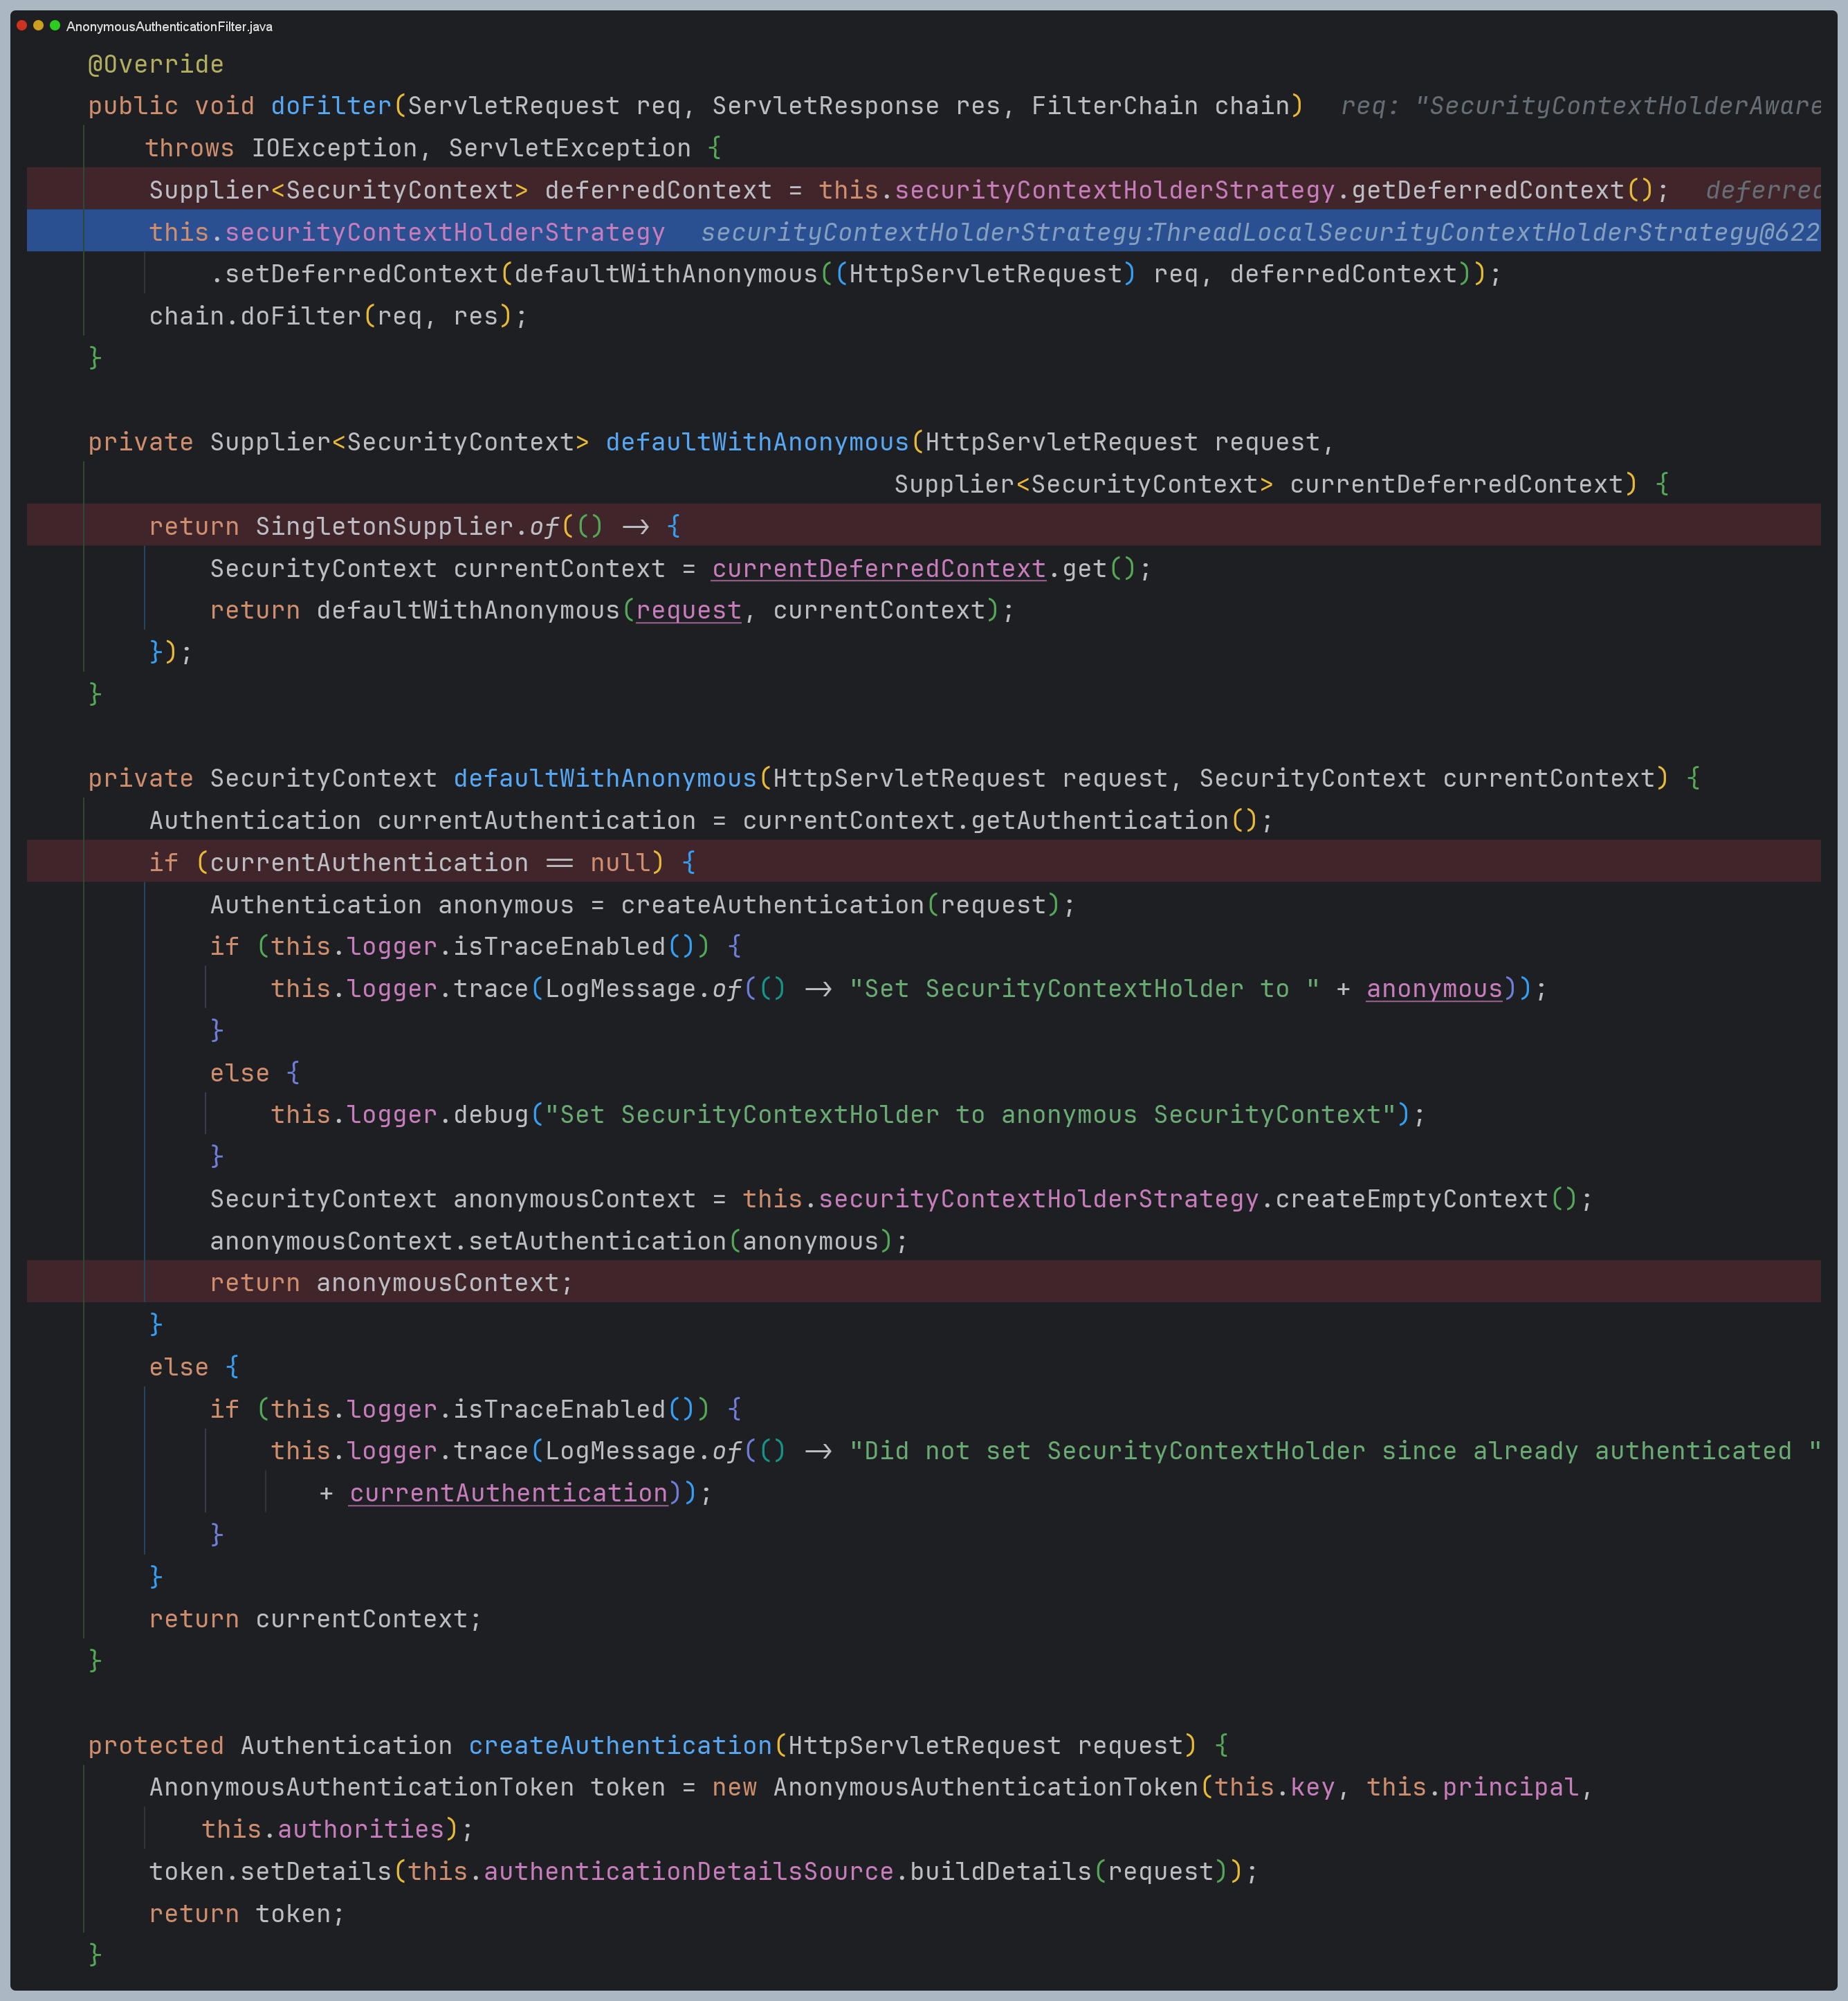 AnonymousAuthenticationFilter.java
@Override
public void doFilter(ServletRequest req, ServletResponse res, FilterChain chain) req: "SecurityContextHolderAware
throws IOException, ServletException {
Supplier<SecurityContext> deferredContext = this.securityContextHolderStrategy.getDeferredContext(); deferred
this.securityContextHolderStrategy securityContextHolderStrategy:ThreadLocalSecurityContextHolderStrategy@622
.setDeferredContext(defaultWithAnonymous((HttpServletRequest) req, deferredContext));
chain.doFilter(req, res);
}
private Supplier<SecurityContext> defaultWithAnonymous(HttpServletRequest request,
Supplier<SecurityContext> currentDeferredContext) {
return SingletonSupplier.of(() -> {
SecurityContext currentContext = currentDeferredContext.get();
return defaultWithAnonymous(request, currentContext);
});
}
private SecurityContext defaultWithAnonymous(HttpServletRequest request, SecurityContext currentContext) {
Authentication currentAuthentication = currentContext.getAuthentication();
if (currentAuthentication == null) {
Authentication anonymous = createAuthentication(request);
if (this.logger.isTraceEnabled()) {
this.logger.trace(LogMessage.of(() -> "Set SecurityContextHolder to " + anonymous));
}
else {
this.logger.debug("Set SecurityContextHolder to anonymous SecurityContext");
}
SecurityContext anonymousContext = this.securityContextHolderStrategy.createEmptyContext();
anonymousContext.setAuthentication(anonymous);
return anonymousContext;
}
else {
if (this.logger.isTraceEnabled()) {
this.logger.trace(LogMessage.of(() -> "Did not set SecurityContextHolder since already authenticated "
+ currentAuthentication));
}
}
return currentContext;
}
protected Authentication createAuthentication(HttpServletRequest request) {
AnonymousAuthenticationToken token = new AnonymousAuthenticationToken(this.key, this.principal,
this.authorities);
token.setDetails(this.authenticationDetailsSource.buildDetails(request));
return token;
}